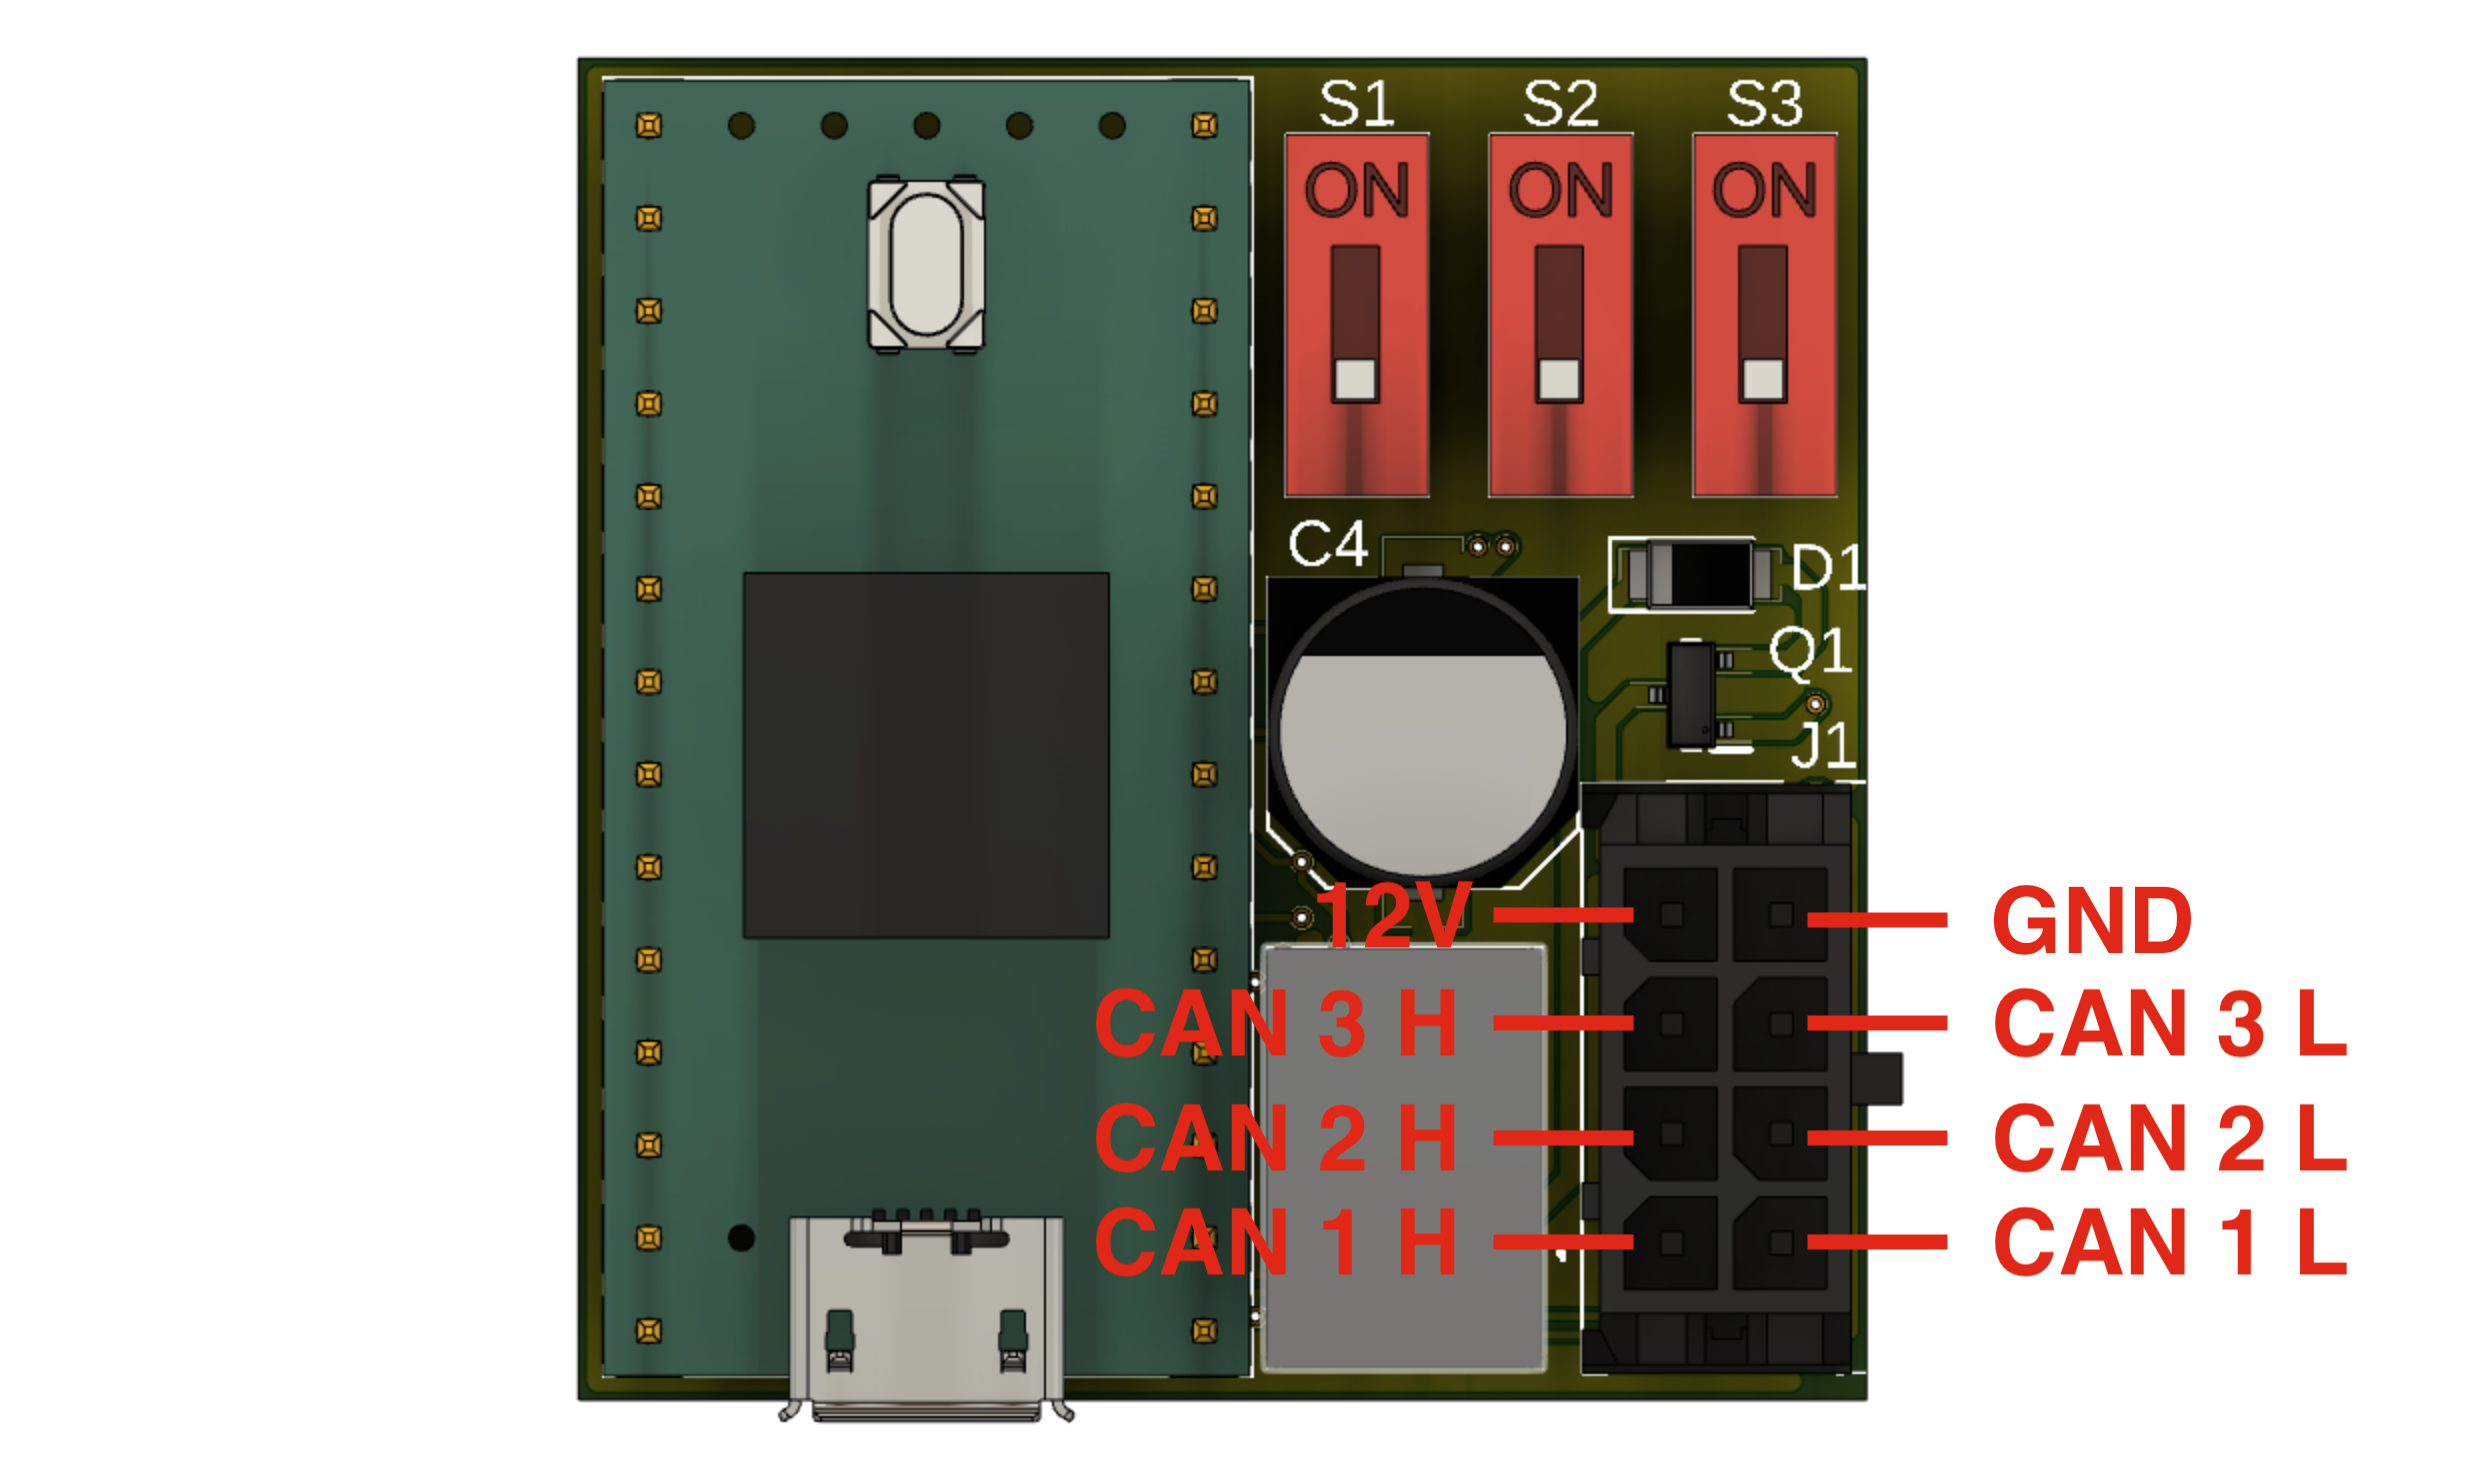 S1 S2 S3
ON ON ON
C4
D1
Q1
J1
12V GND
CAN 3 H CAN 3 L
CAN 2 H CAN 2 L
CAN 1 H CAN 1 L